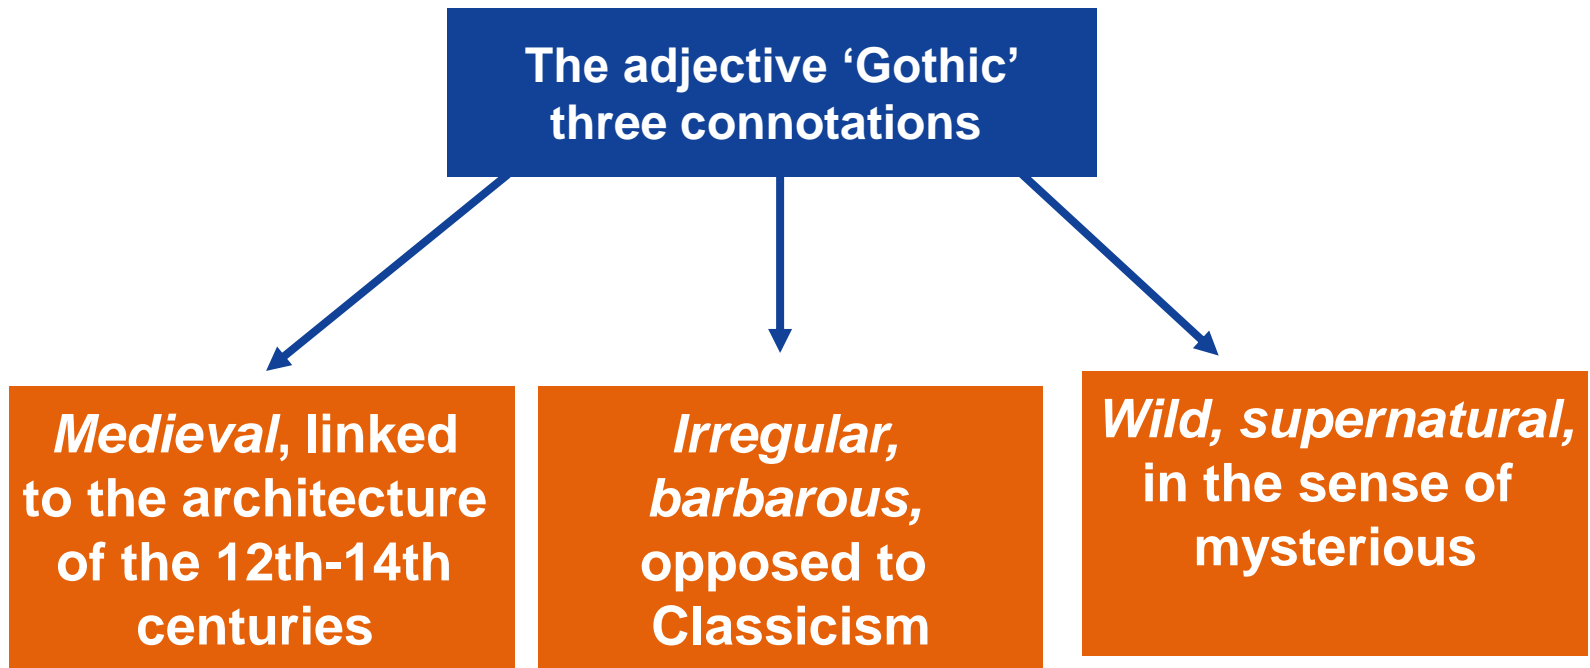 The adjective ‘Gothic’
three connotations
Medieval, linked
to the architecture
of the 12th-14th
centuries
Irregular,
barbarous,
opposed to
Classicism
Wild, supernatural,
in the sense of
mysterious